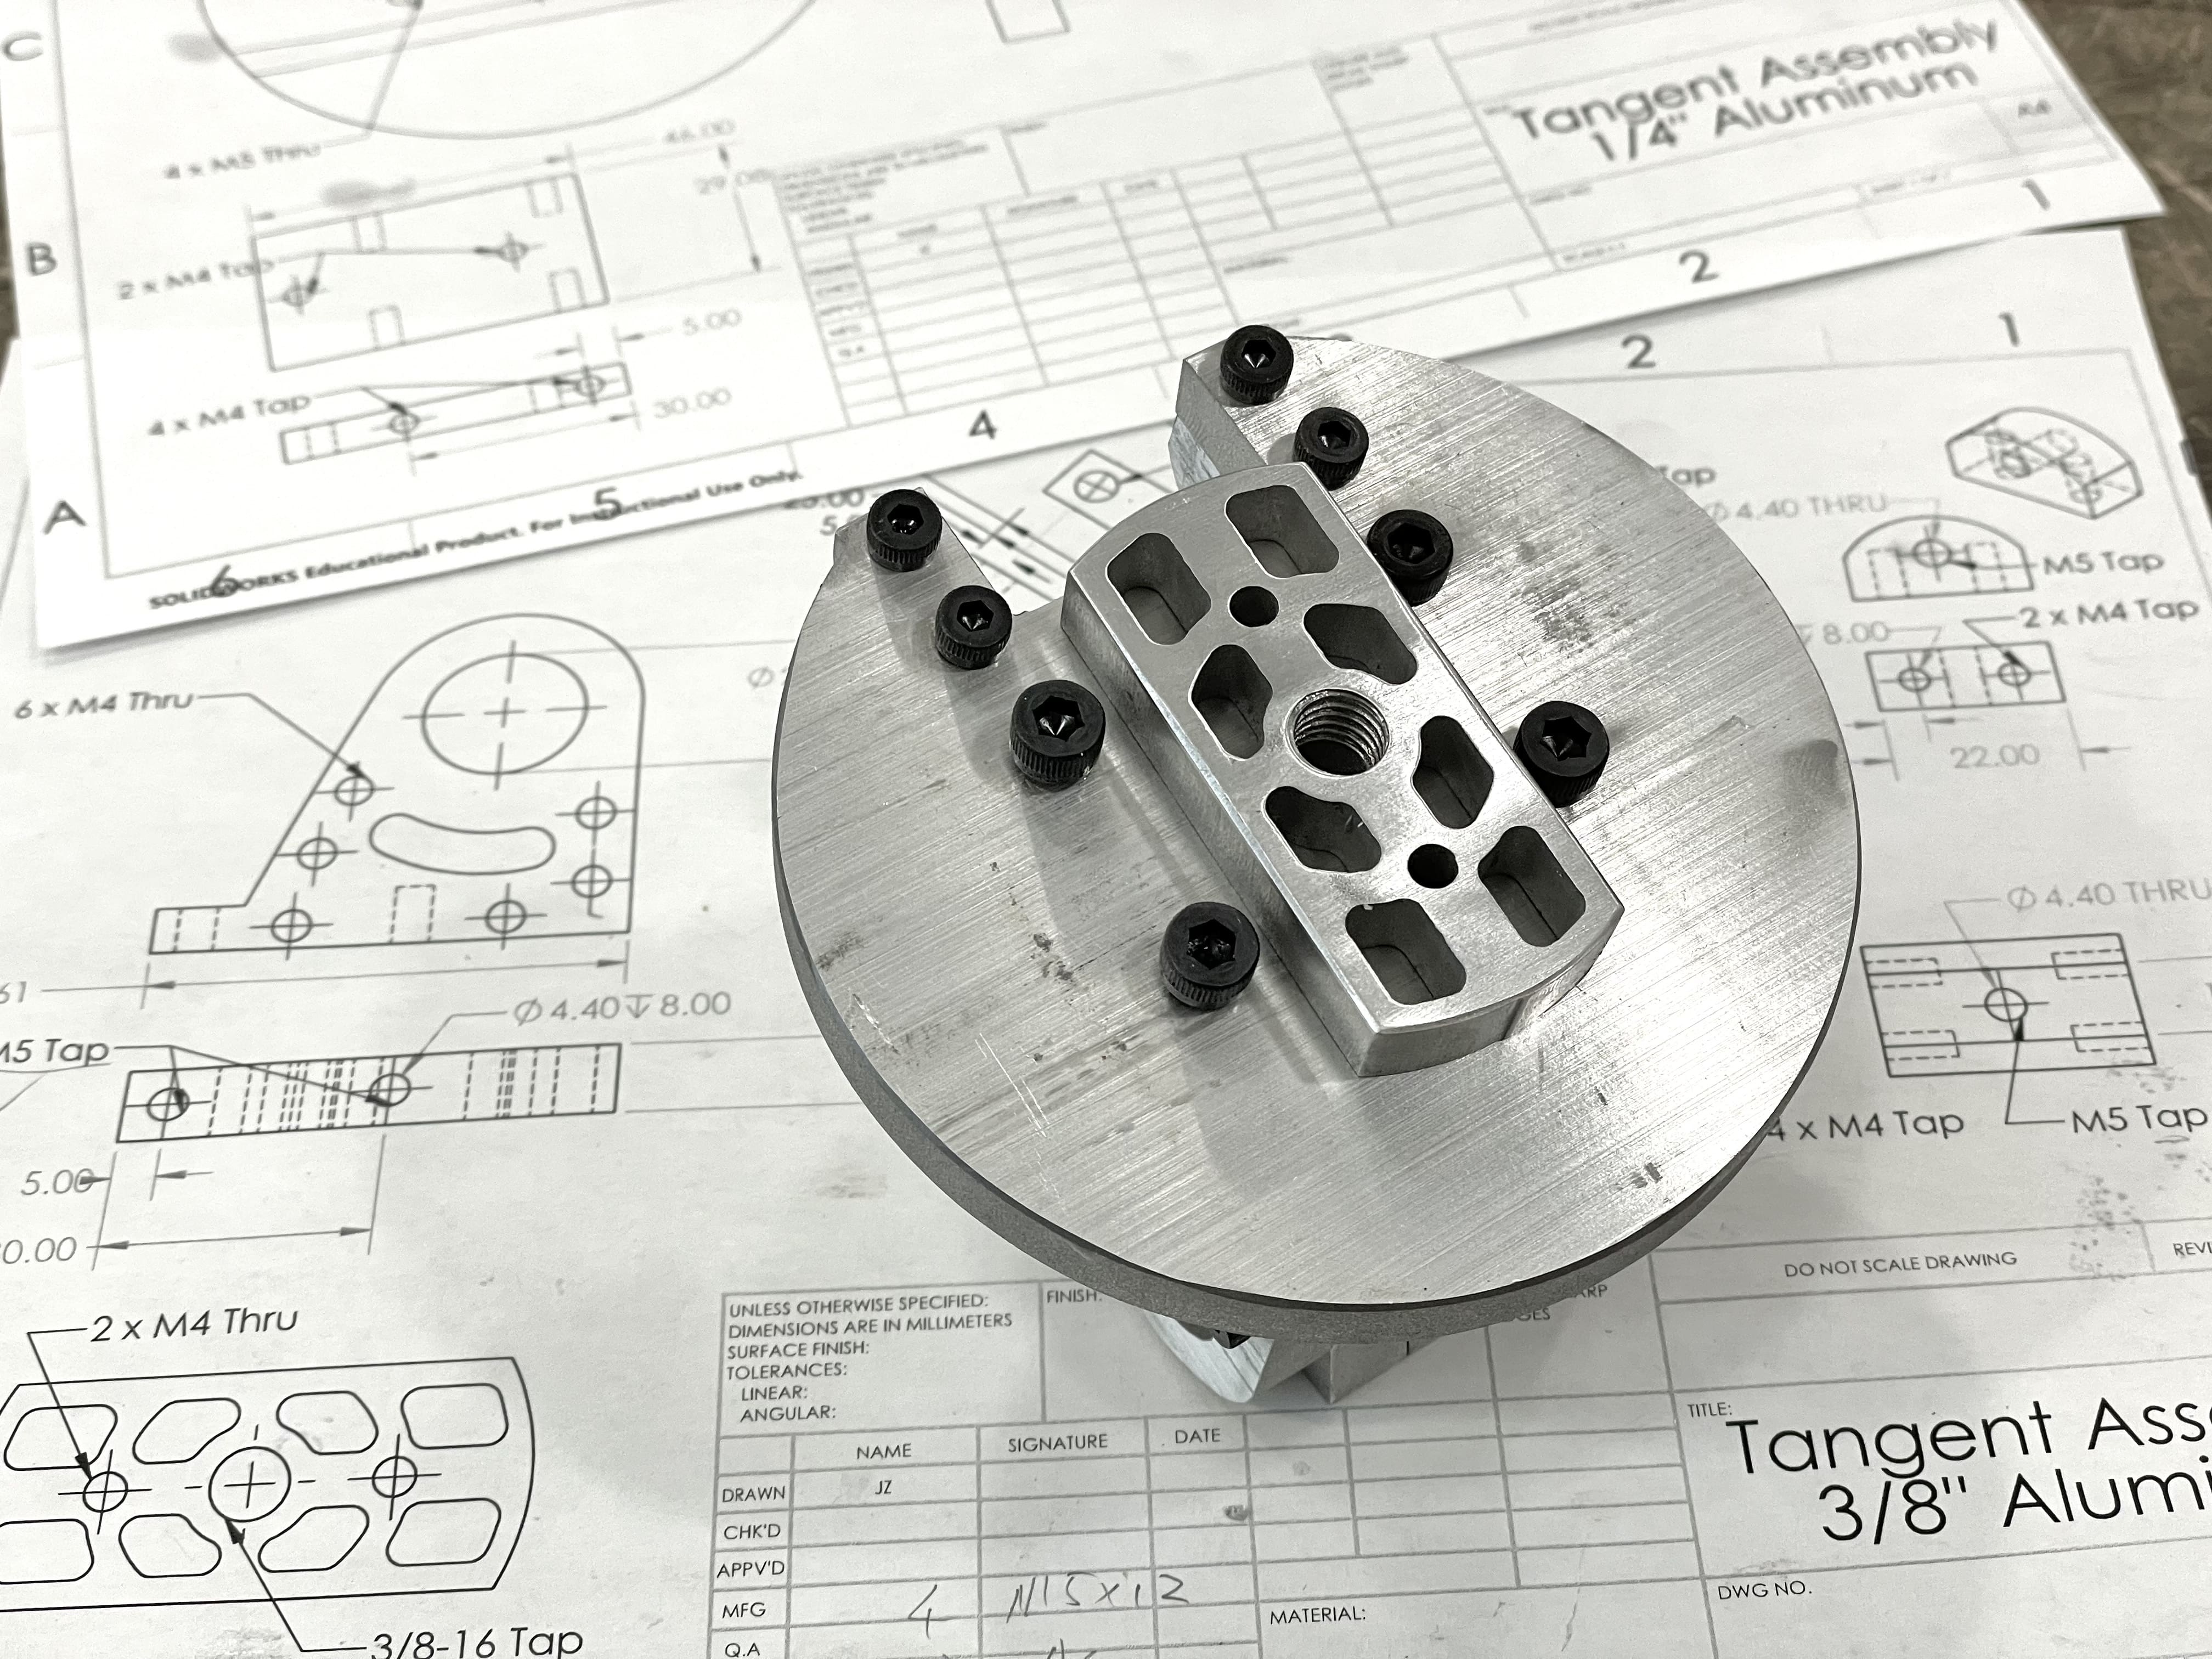 C
Tangent Assembly
1/4" Aluminum
A4
46.00
4 x M5 Thru
29.00
B
2 x M4 Tap
1
2
5.00
4 x M4 Tap
30.00
4
5
A
6
SOLIDWORKS Educational Product. For Instructional Use Only.
2
1
Tap
4.40 THRU
M5 Tap
2 x M4 Tap
8.00
22.00
6 x M4 Thru
Ø
61
Ø 4.40 THRU
Ø 4.40 ↧ 8.00
M5 Tap
4 x M4 Tap
M5 Tap
5.00
0.00
DO NOT SCALE DRAWING
REVI
2 x M4 Thru
UNLESS OTHERWISE SPECIFIED:
DIMENSIONS ARE IN MILLIMETERS
SURFACE FINISH:
TOLERANCES:
LINEAR:
ANGULAR:
FINISH:
ARP
GES
NAME
SIGNATURE
DATE
DRAWN
JZ
CHK'D
APPV'D
MFG
4 M5x12
Q.A
TITLE:
Tangent Ass
3/8" Alumi
DWG NO.
MATERIAL:
3/8-16 Tap